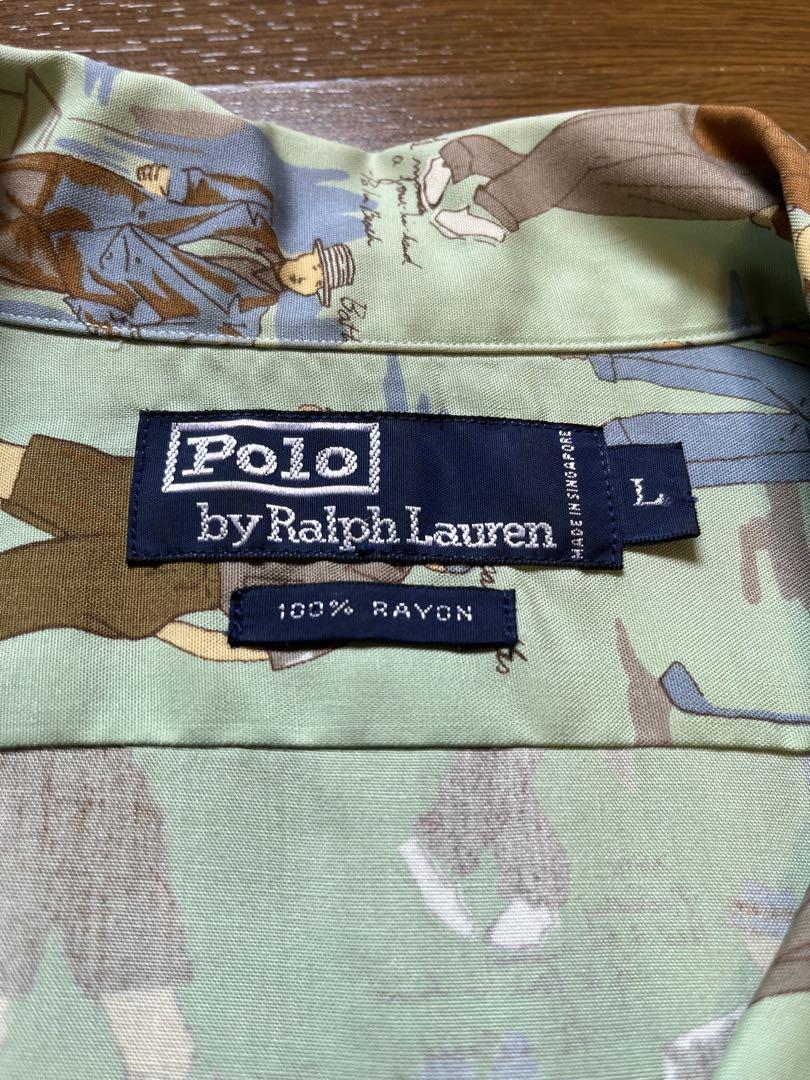 a
Polo
by Ralph Lauren
MADE IN SINGAPORE
L
100% RAYON